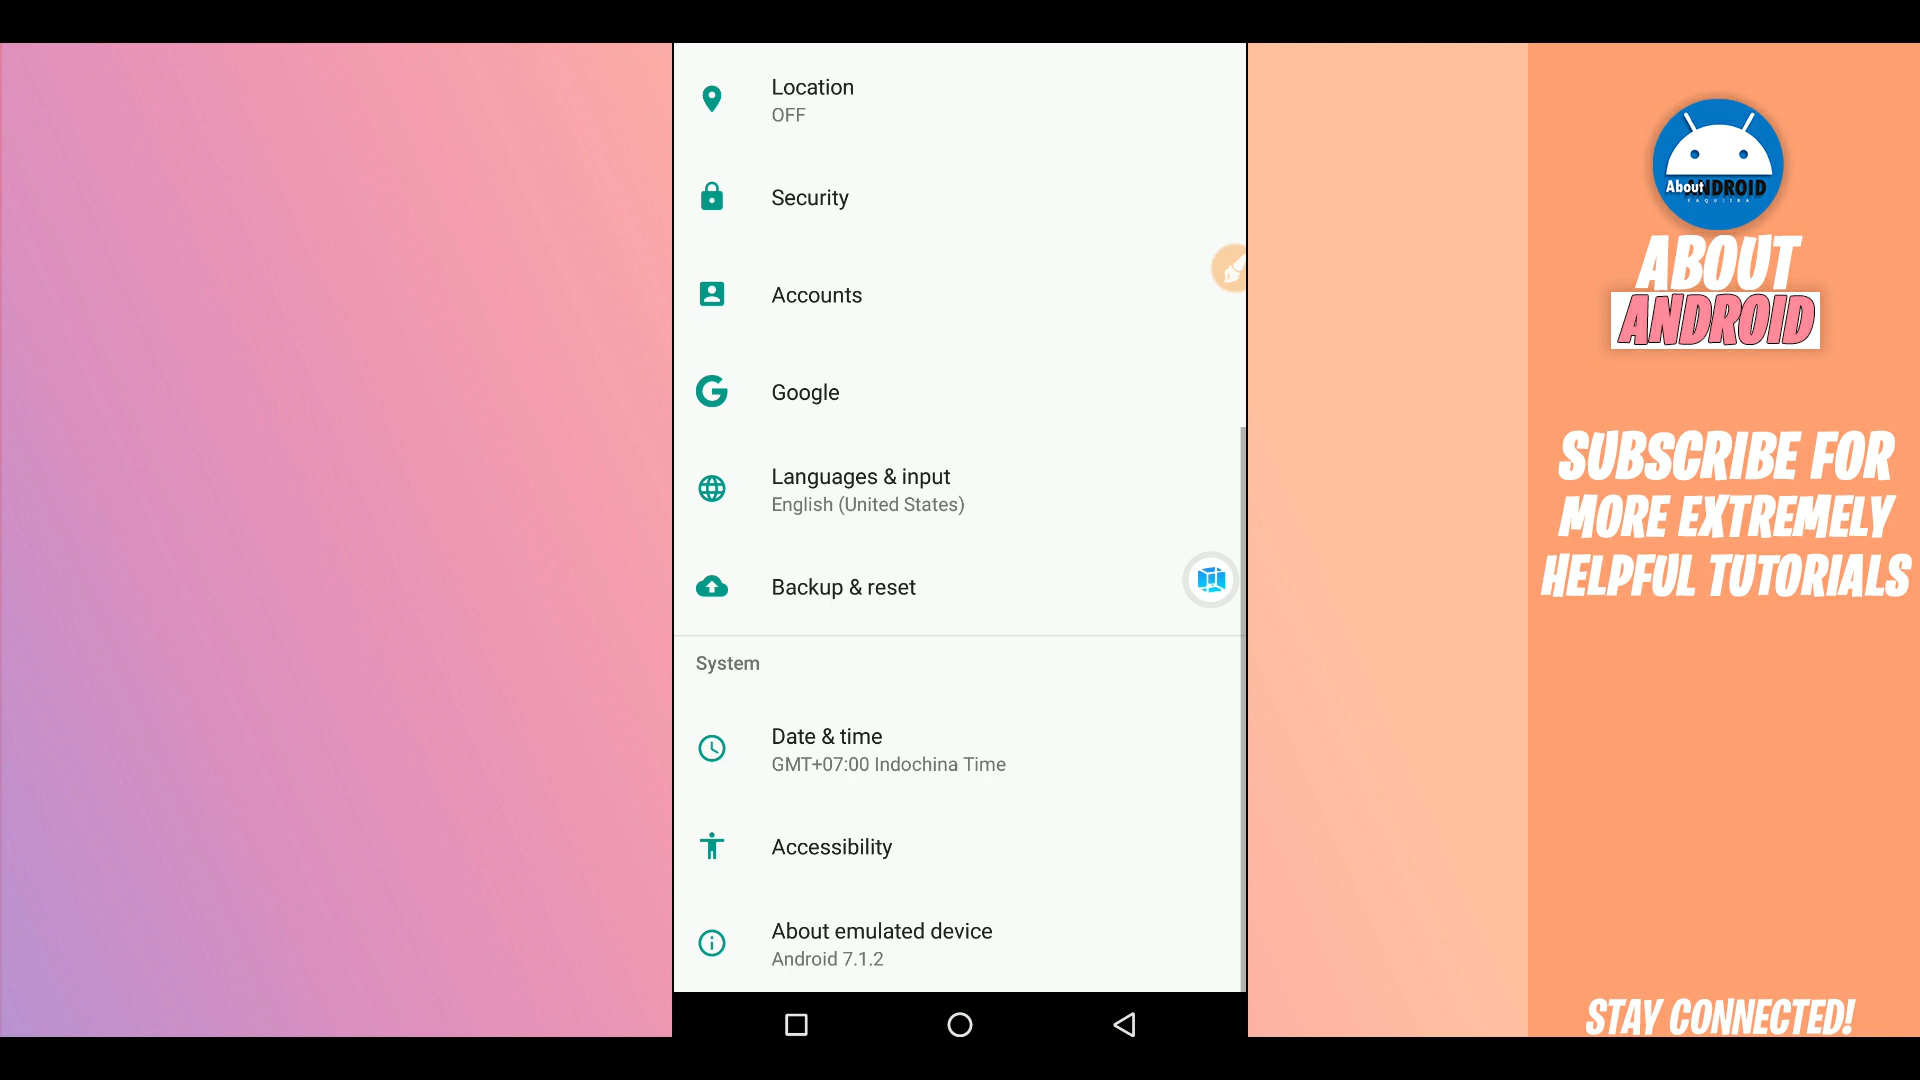 Location
OFF
Security
Accounts
Google
Languages & input
English (United States)
Backup & reset
System
Date & time
GMT+07:00 Indochina Time
Accessibility
About emulated device
Android 7.1.2
About ANDROID
FAQUIIRA
ABOUT
ANDROID
SUBSCRIBE FOR
MORE EXTREMELY
HELPFUL TUTORIALS
STAY CONNECTED!